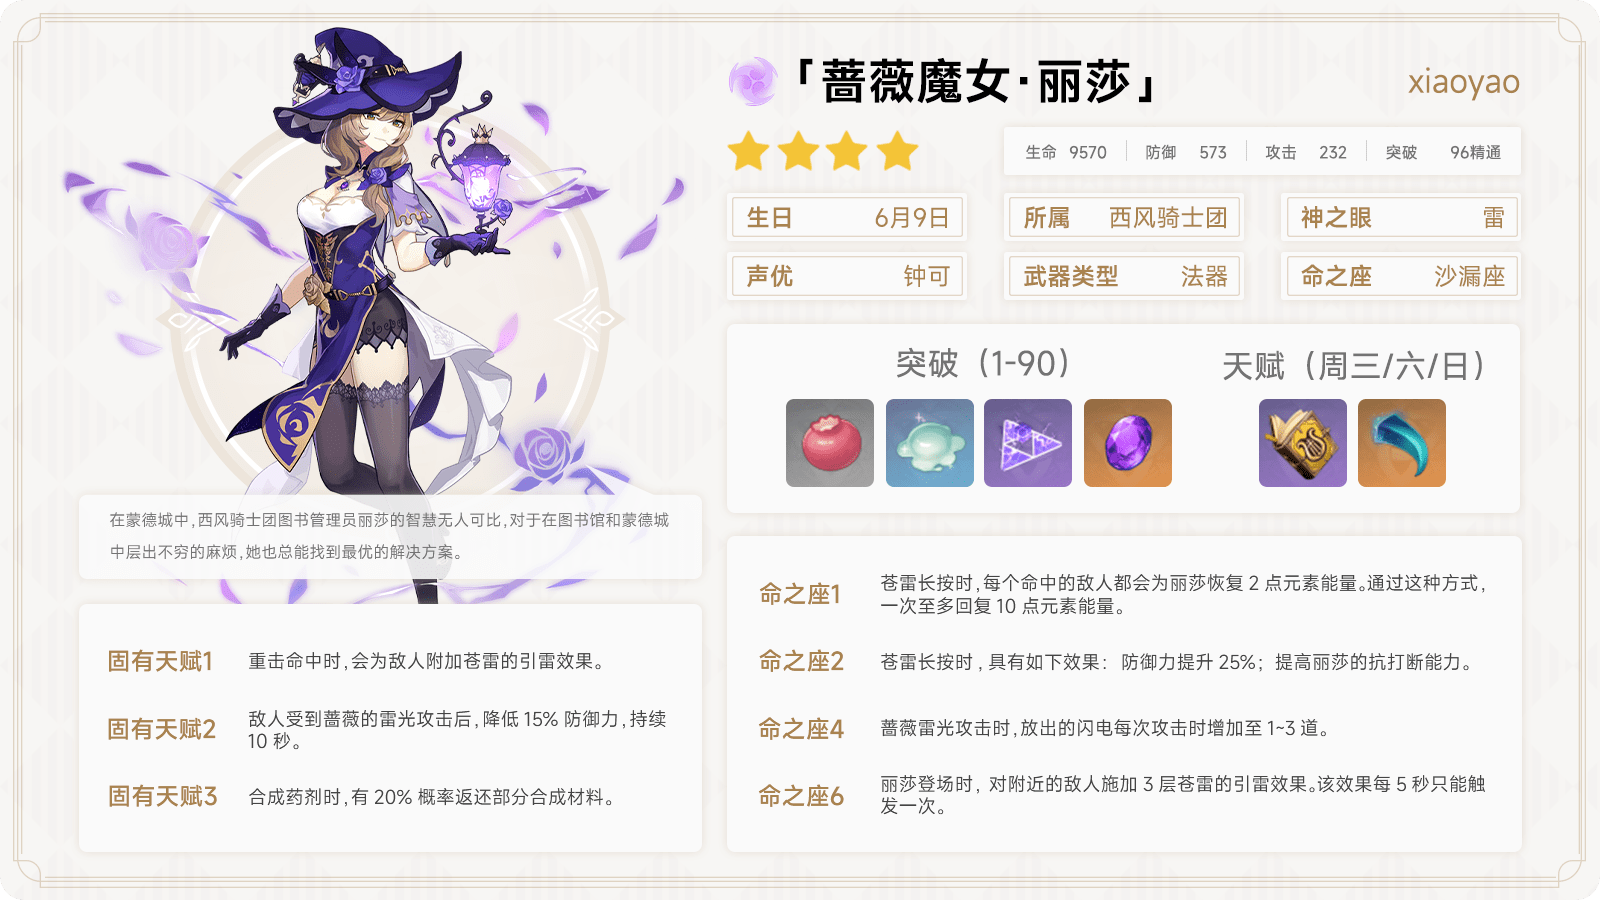 「蔷薇魔女·丽莎」
xiaoyao
生命 9570 防御 573 攻击 232 突破 96精通
生日 6月9日
所属 西风骑士团
神之眼 雷
声优 钟可
武器类型 法器
命之座 沙漏座
突破（1-90）
天赋（周三/六/日）
在蒙德城中,西风骑士团图书管理员丽莎的智慧无人可比,对于在图书馆和蒙德城
中层出不穷的麻烦,她也总能找到最优的解决方案。
固有天赋1 重击命中时,会为敌人附加苍雷的引雷效果。
固有天赋2 敌人受到蔷薇的雷光攻击后,降低 15% 防御力,持续
10 秒。
固有天赋3 合成药剂时,有 20% 概率返还部分合成材料。
命之座1 苍雷长按时,每个命中的敌人都会为丽莎恢复 2 点元素能量。通过这种方式,
一次至多回复 10 点元素能量。
命之座2 苍雷长按时, 具有如下效果： 防御力提升 25%；提高丽莎的抗打断能力。
命之座4 蔷薇雷光攻击时,放出的闪电每次攻击时增加至 1~3 道。
命之座6 丽莎登场时, 对附近的敌人施加 3 层苍雷的引雷效果。该效果每 5 秒只能触
发一次。